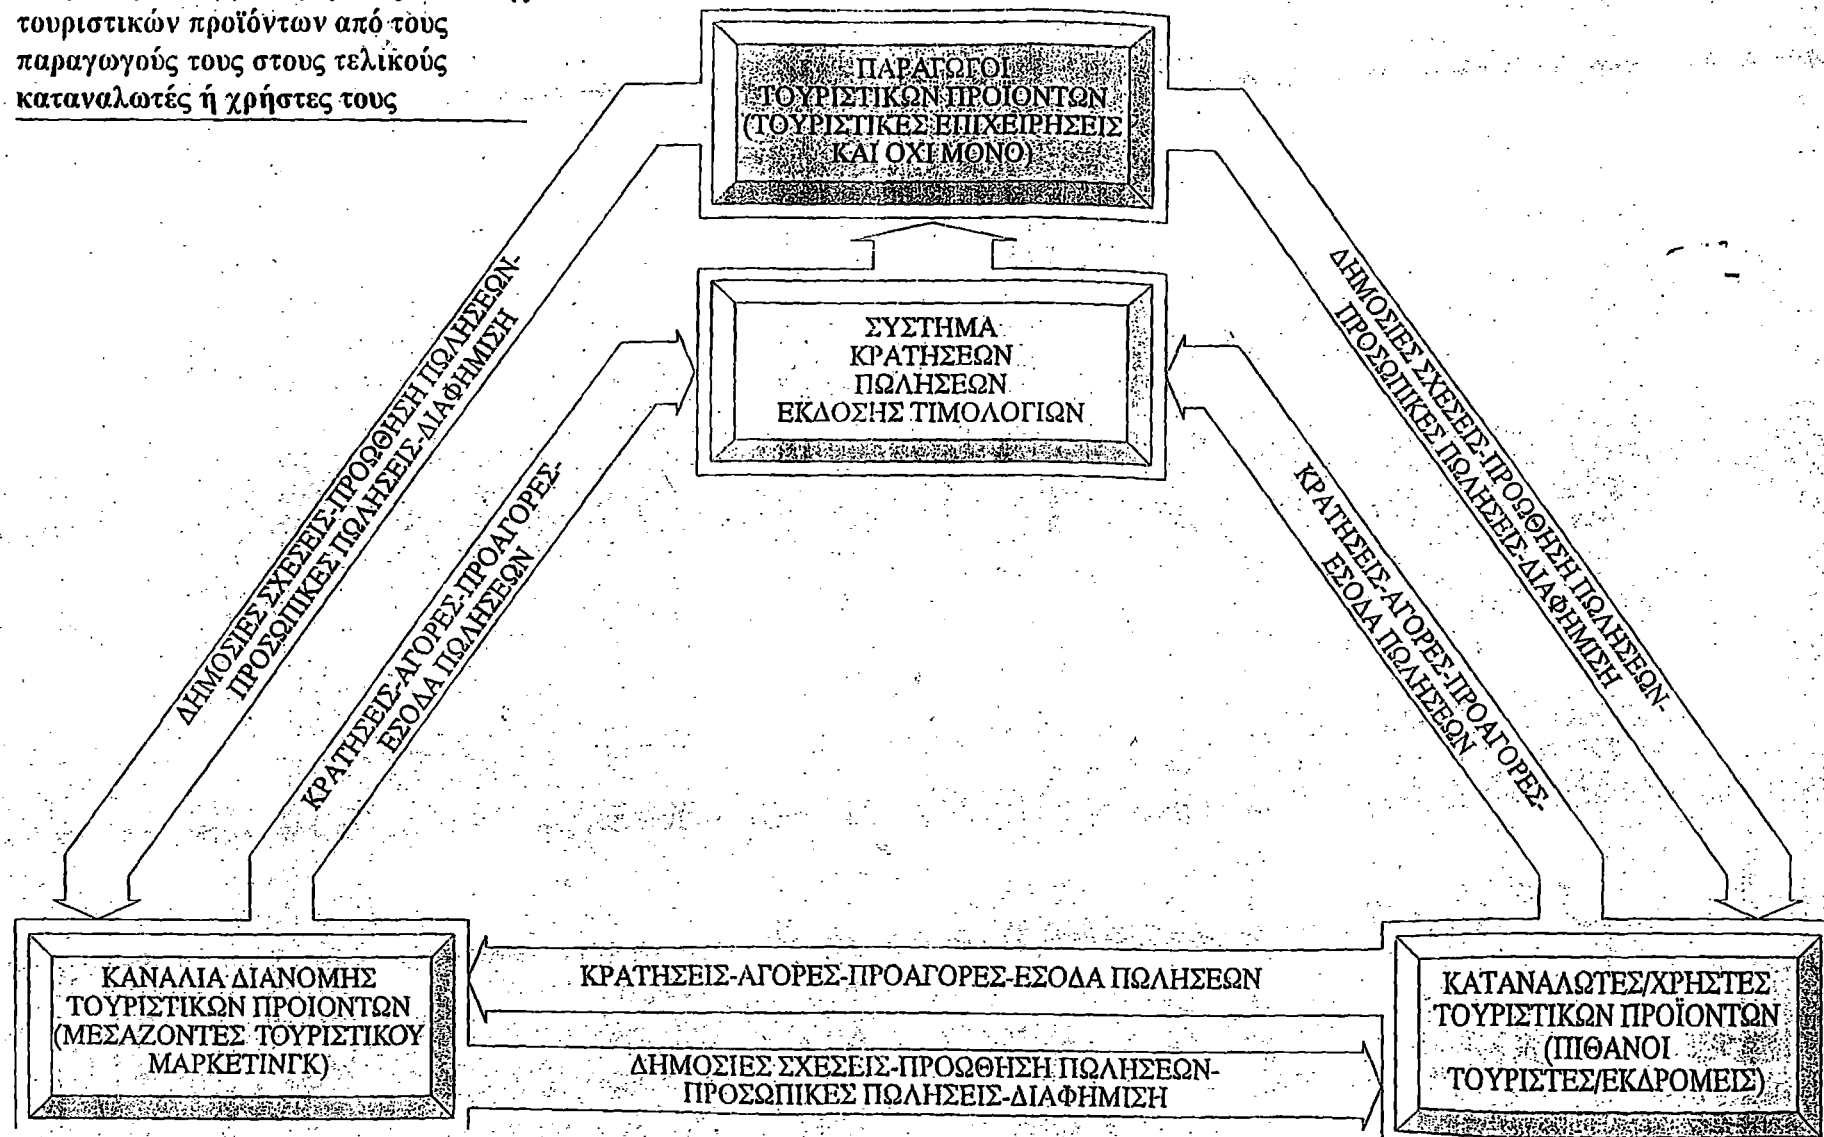 τουριστικών προϊόντων από τους
παραγωγούς τους στους τελικούς
καταναλωτές ή χρήστες τους
ΠΑΡΑΓΩΓΟΙ
ΤΟΥΡΙΣΤΙΚΩΝ ΠΡΟΪΟΝΤΩΝ
(ΤΟΥΡΙΣΤΙΚΕΣ ΕΠΙΧΕΙΡΗΣΕΙΣ
ΚΑΙ ΟΧΙ ΜΟΝΟ)
ΣΥΣΤΗΜΑ
ΚΡΑΤΗΣΕΩΝ
ΠΩΛΗΣΕΩΝ
ΕΚΔΟΣΗΣ ΤΙΜΟΛΟΓΙΩΝ
ΔΗΜΟΣΙΕΣ ΣΧΕΣΕΙΣ-ΠΡΟΩΘΗΣΗ ΠΩΛΗΣΕΩΝ-
ΠΡΟΣΩΠΙΚΕΣ ΠΩΛΗΣΕΙΣ-ΔΙΑΦΗΜΙΣΗ
ΚΡΑΤΗΣΕΙΣ-ΑΓΟΡΕΣ-ΠΡΟΑΓΟΡΕΣ-
ΕΣΟΔΑ ΠΩΛΗΣΕΩΝ
ΚΡΑΤΗΣΕΙΣ-ΑΓΟΡΕΣ-ΠΡΟΑΓΟΡΕΣ-
ΕΣΟΔΑ ΠΩΛΗΣΕΩΝ
ΔΗΜΟΣΙΕΣ ΣΧΕΣΕΙΣ-ΠΡΟΩΘΗΣΗ ΠΩΛΗΣΕΩΝ-
ΠΡΟΣΩΠΙΚΕΣ ΠΩΛΗΣΕΙΣ-ΔΙΑΦΗΜΙΣΗ
ΚΑΝΑΛΙΑ ΔΙΑΝΟΜΗΣ
ΤΟΥΡΙΣΤΙΚΩΝ ΠΡΟΙΟΝΤΩΝ
(ΜΕΣΑΖΟΝΤΕΣ ΤΟΥΡΙΣΤΙΚΟΥ
ΜΑΡΚΕΤΙΝΓΚ)
ΚΡΑΤΗΣΕΙΣ-ΑΓΟΡΕΣ-ΠΡΟΑΓΟΡΕΣ-ΕΣΟΔΑ ΠΩΛΗΣΕΩΝ
ΔΗΜΟΣΙΕΣ ΣΧΕΣΕΙΣ-ΠΡΟΩΘΗΣΗ ΠΩΛΗΣΕΩΝ-
ΠΡΟΣΩΠΙΚΕΣ ΠΩΛΗΣΕΙΣ-ΔΙΑΦΗΜΙΣΗ
ΚΑΤΑΝΑΛΩΤΕΣ/ΧΡΗΣΤΕΣ
ΤΟΥΡΙΣΤΙΚΩΝ ΠΡΟΪΟΝΤΩΝ
(ΠΙΘΑΝΟΙ
ΤΟΥΡΙΣΤΕΣ/ΕΚΔΡΟΜΕΙΣ)